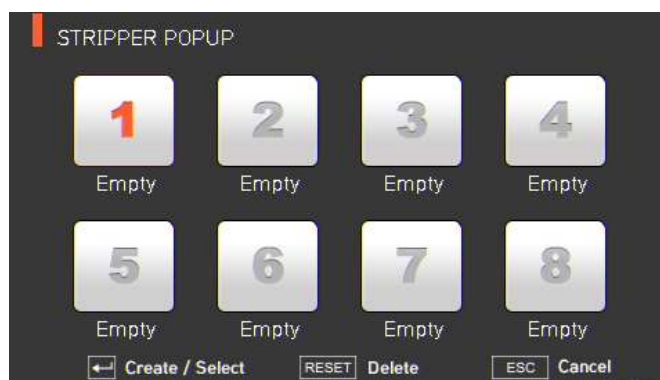 STRIPPER POPUP
1 2 3 4
Empty Empty Empty Empty
5 6 7 8
Empty Empty Empty Empty
Create / Select RESET Delete ESC Cancel